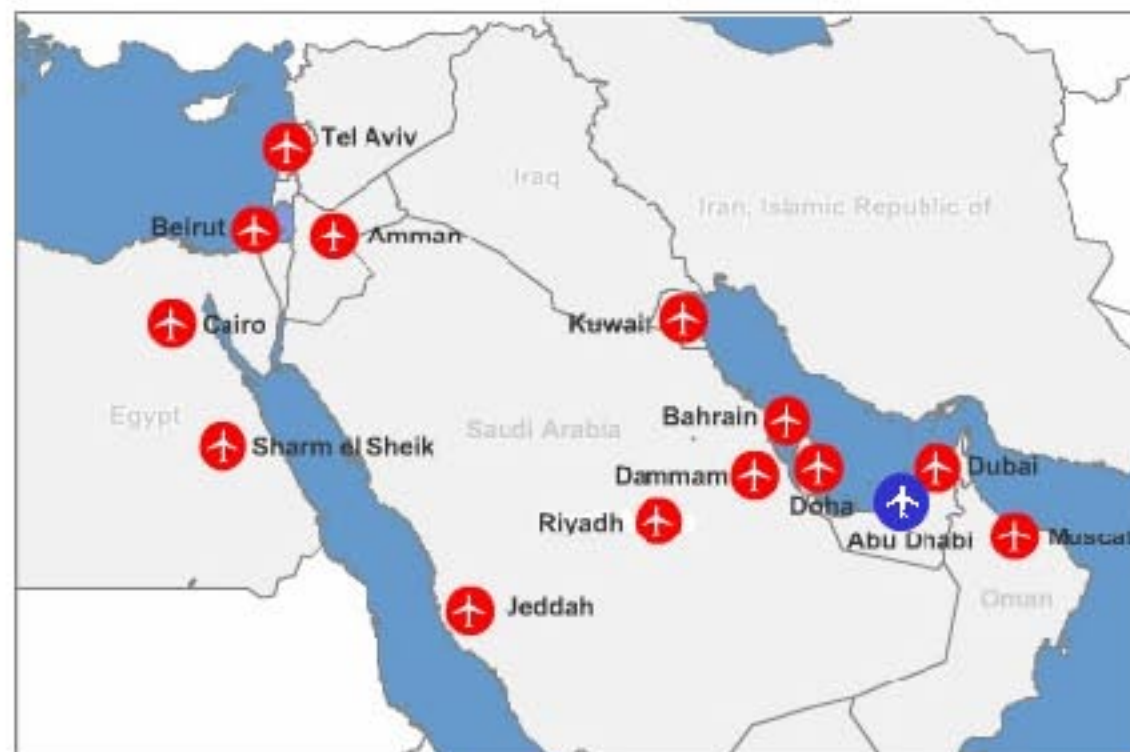 Tel Aviv
Iraq
Iran, Islamic Republic of
Beirut
Amman
Cairo
Kuwait
Egypt
Saudi Arabia
Bahrain
Sharm el Sheik
Dammam
Doha
Dubai
Riyadh
Abu Dhabi
Muscat
Jeddah
Oman